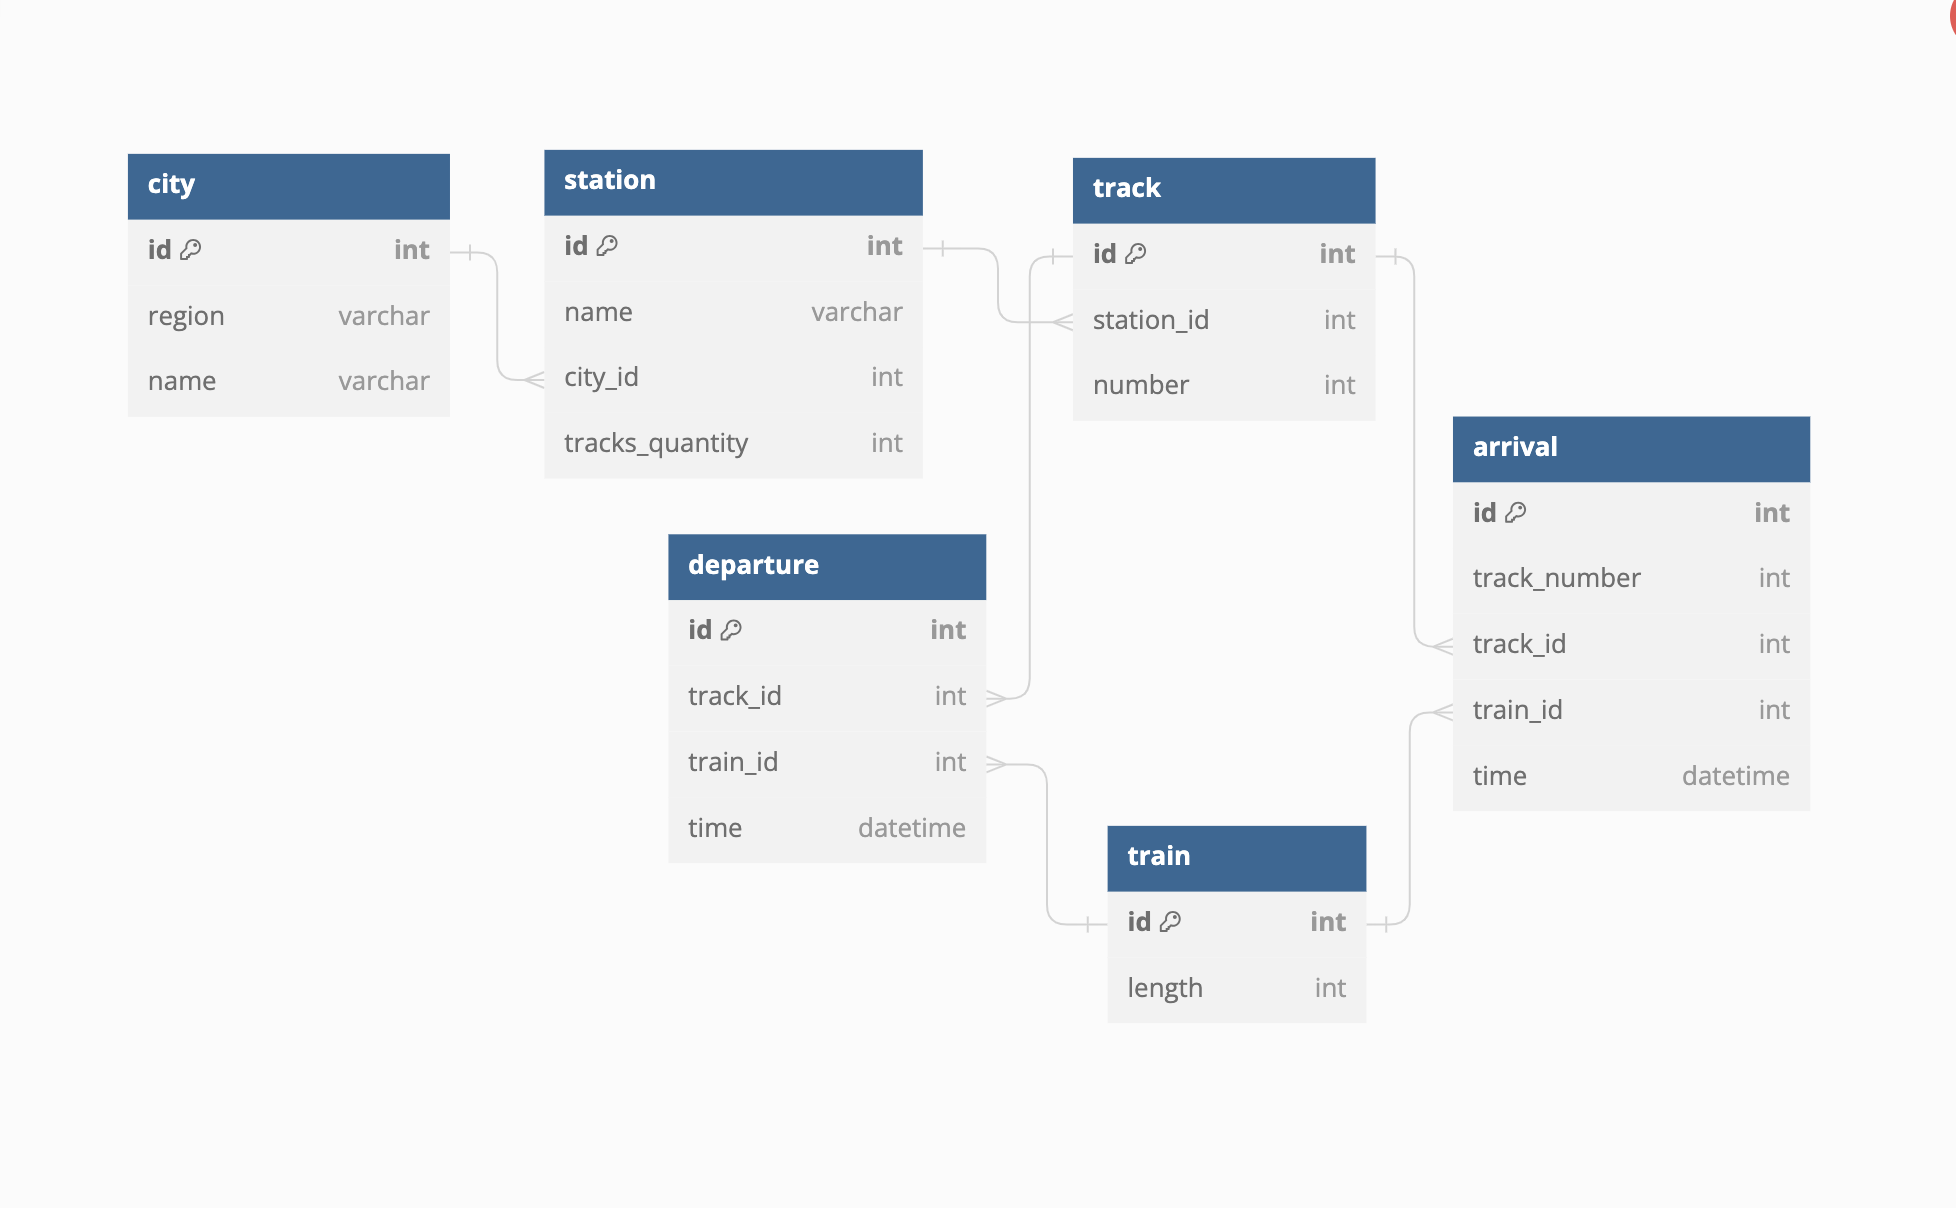 city
id int
region varchar
name varchar
station
id int
name varchar
city_id int
tracks_quantity int
track
id int
station_id int
number int
arrival
id int
track_number int
track_id int
train_id int
time datetime
departure
id int
track_id int
train_id int
time datetime
train
id int
length int